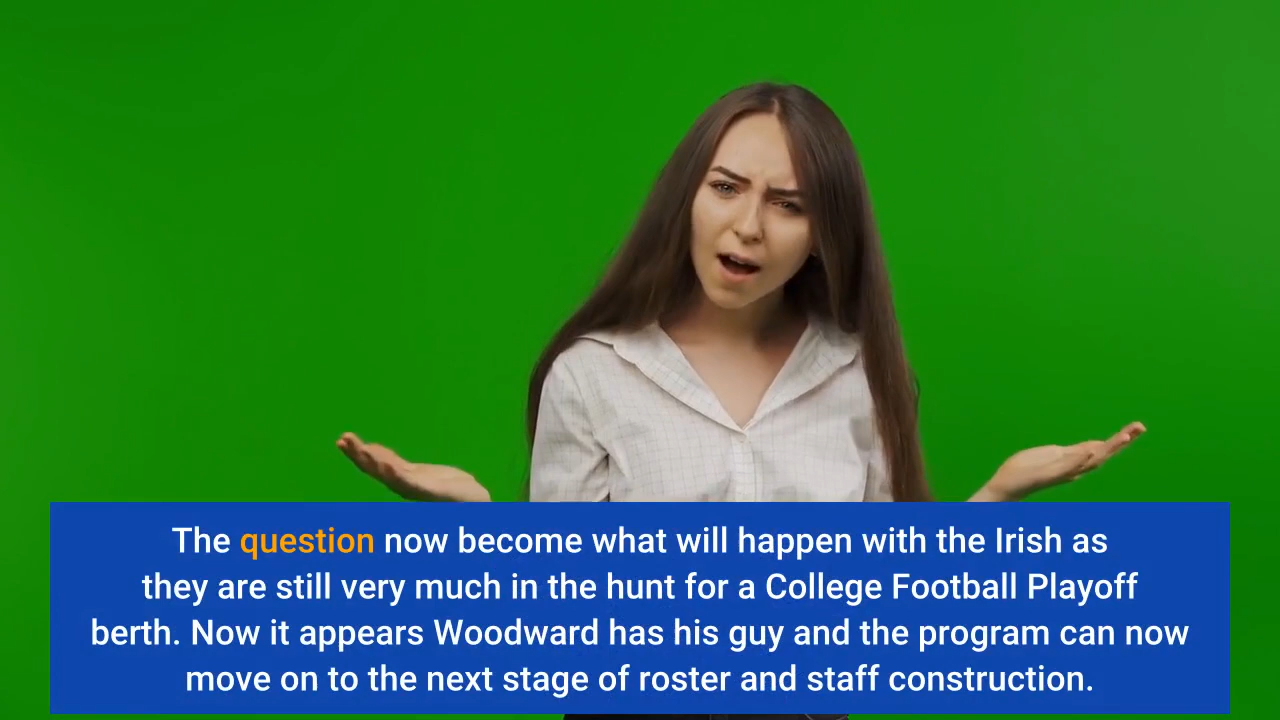 The question now become what will happen with the Irish as
they are still very much in the hunt for a College Football Playoff
berth. Now it appears Woodward has his guy and the program can now
move on to the next stage of roster and staff construction.